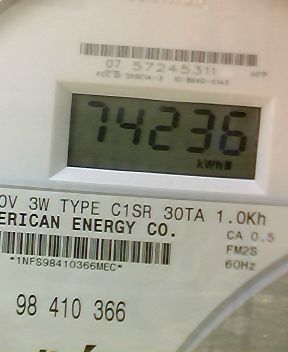 07 57245311
74236
kWh
0V 3W TYPE C1SR 30TA 1.0Kh
ERICAN ENERGY CO.
CA 0.5
FM2S
*1NFS98410366MEC*
60Hz
98 410 366